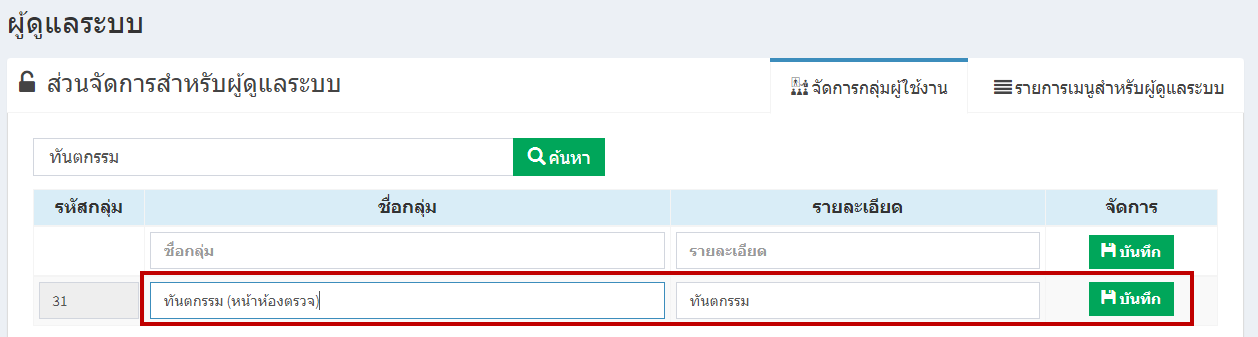 ผู้ดูแลระบบ
ส่วนจัดการสำหรับผู้ดูแลระบบ
จัดการกลุ่มผู้ใช้งาน
รายการเมนูสำหรับผู้ดูแลระบบ
ทันตกรรม
ค้นหา
รหัสกลุ่ม ชื่อกลุ่ม รายละเอียด จัดการ
ชื่อกลุ่ม รายละเอียด บันทึก
31 ทันตกรรม (หน้าห้องตรวจ) ทันตกรรม บันทึก